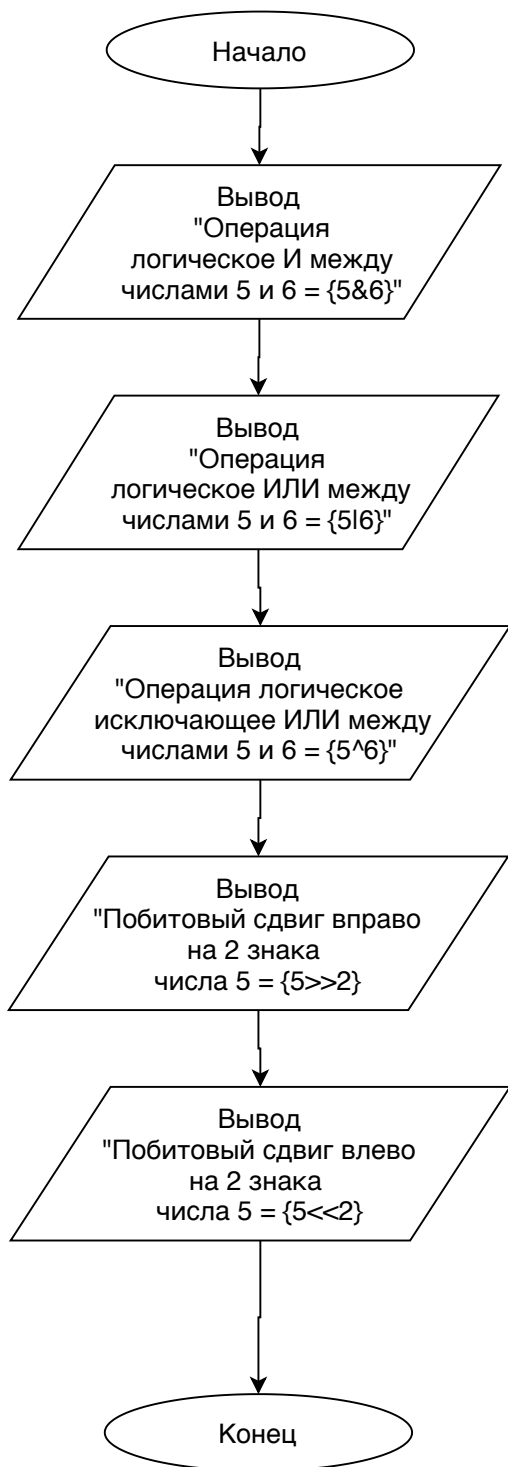 Начало
Вывод
"Операция
логическое И между
числами 5 и 6 = {5&6}"
Вывод
"Операция
логическое ИЛИ между
числами 5 и 6 = {5|6}"
Вывод
"Операция логическое
исключающее ИЛИ между
числами 5 и 6 = {5^6}"
Вывод
"Побитовый сдвиг вправо
на 2 знака
числа 5 = {5>>2}
Вывод
"Побитовый сдвиг влево
на 2 знака
числа 5 = {5<<2}
Конец